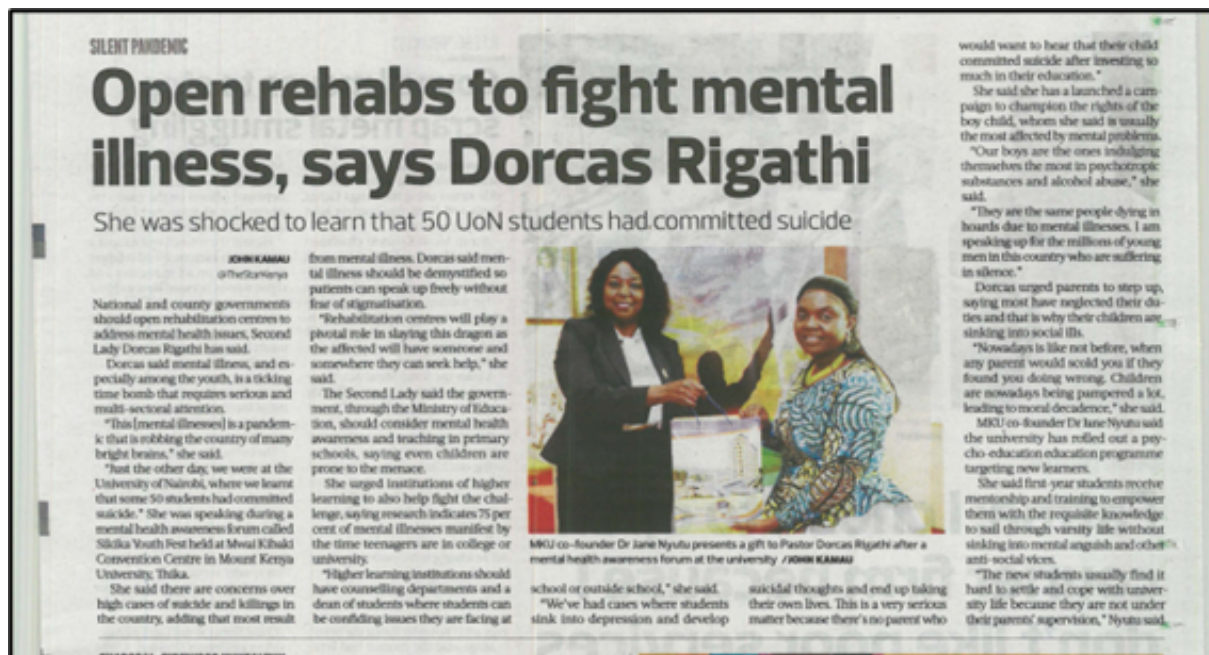 SILENT PANDEMIC
Open rehabs to fight mental
illness, says Dorcas Rigathi
She was shocked to learn that 50 UoN students had committed suicide
JOHN KAMAU
@TheStarKenya
National and county governments
should open rehabilitation centres to
address mental health issues, Second
Lady Dorcas Rigathi has said.
Dorcas said mental illness, and es-
pecially among the youth, is a ticking
time bomb that requires serious and
multi-sectoral attention.
"This [mental illnesses] is a pandem-
ic that is robbing the country of many
bright brains," she said.
"Just the other day, we were at the
University of Nairobi, where we learnt
that some 50 students had committed
suicide." She was speaking during a
mental health awareness forum called
Sikika Youth Fest held at Mwai Kibaki
Convention Centre in Mount Kenya
University, Thika.
She said there are concerns over
high cases of suicide and killings in
the country, adding that most result
from mental illness. Dorcas said men-
tal illness should be demystified so
patients can speak up freely without
fear of stigmatisation.
"Rehabilitation centres will play a
pivotal role in slaying this dragon as
the affected will have someone and
somewhere they can seek help," she
said.
The Second Lady said the govern-
ment, through the Ministry of Educa-
tion, should consider mental health
awareness and teaching in primary
schools, saying even children are
prone to the menace.
She urged institutions of higher
learning to also help fight the chal-
lenge, saying research indicates 75 per
cent of mental illnesses manifest by
the time teenagers are in college or
university.
"Higher learning institutions should
have counselling departments and a
dean of students where students can
be confiding issues they are facing at
MKU co-founder Dr Jane Nyutu presents a gift to Pastor Dorcas Rigathi after a
mental health awareness forum at the university /JOHN KAMAU
school or outside school," she said.
"We've had cases where students
sink into depression and develop
suicidal thoughts and end up taking
their own lives. This is a very serious
matter because there's no parent who
would want to hear that their child
committed suicide after investing so
much in their education."
She said she has a launched a cam-
paign to champion the rights of the
boy child, whom she said is usually
the most affected by mental problems.
"Our boys are the ones indulging
themselves the most in psychotropic
substances and alcohol abuse," she
said.
"They are the same people dying in
hoards due to mental illnesses. I am
speaking up for the millions of young
men in this country who are suffering
in silence."
Dorcas urged parents to step up,
saying most have neglected their du-
ties and that is why their children are
sinking into social ills.
"Nowadays is like not before, when
any parent would scold you if they
found you doing wrong. Children
are nowadays being pampered a lot,
leading to moral decadence," she said.
MKU co-founder Dr Jane Nyutu said
the university has rolled out a psy-
cho-education education programme
targeting new learners.
She said first-year students receive
mentorship and training to empower
them with the requisite knowledge
to sail through varsity life without
sinking into mental anguish and other
anti-social vices.
"The new students usually find it
hard to settle and cope with univer-
sity life because they are not under
their parents' supervision," Nyutu said.